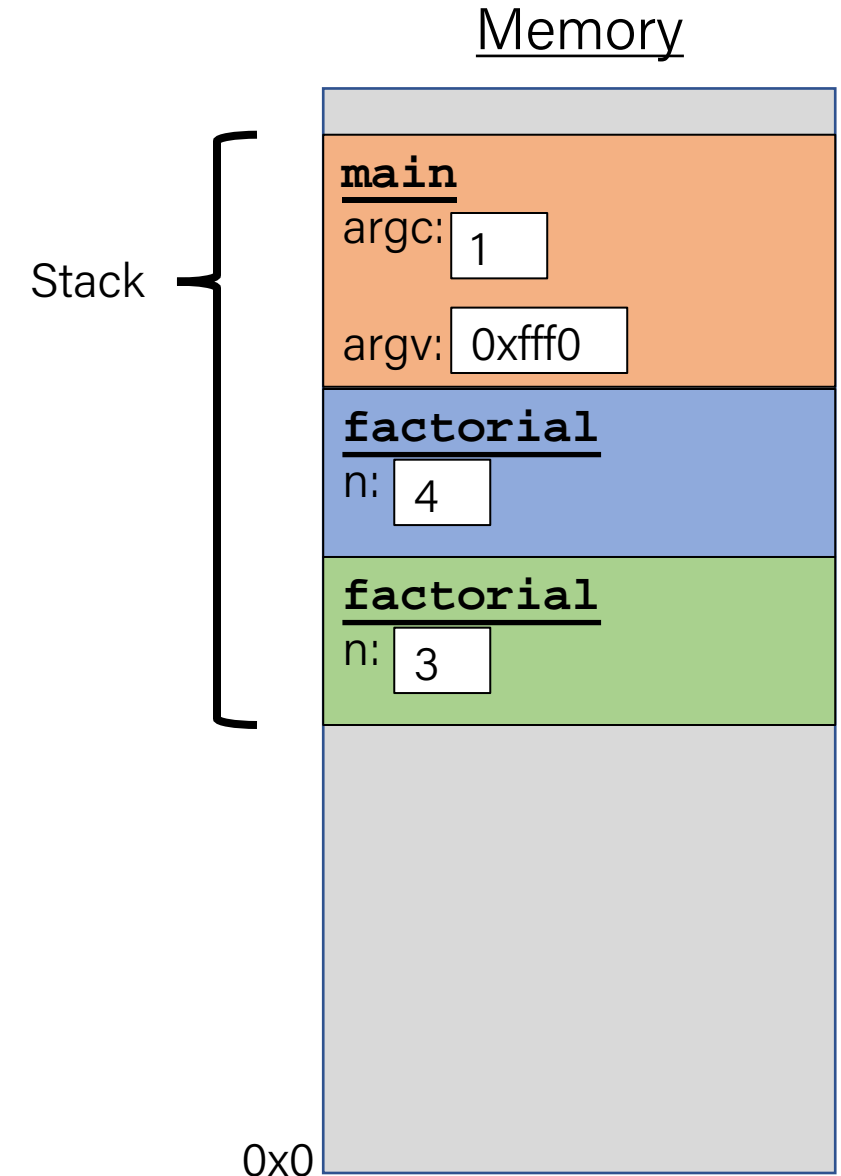 Memory
main
argc: 1
Stack
argv: 0xfff0
factorial
n: 4
factorial
n: 3
0x0